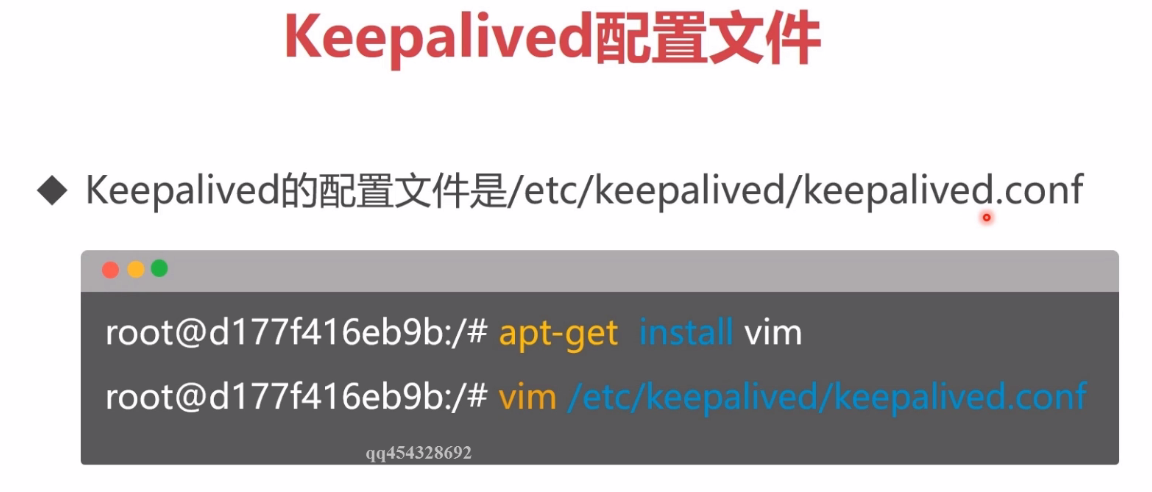 Keepalived配置文件
◆ Keepalived的配置文件是/etc/keepalived/keepalived.conf
root@d177f416eb9b:/# apt-get install vim
root@d177f416eb9b:/# vim /etc/keepalived/keepalived.conf
qq454328692